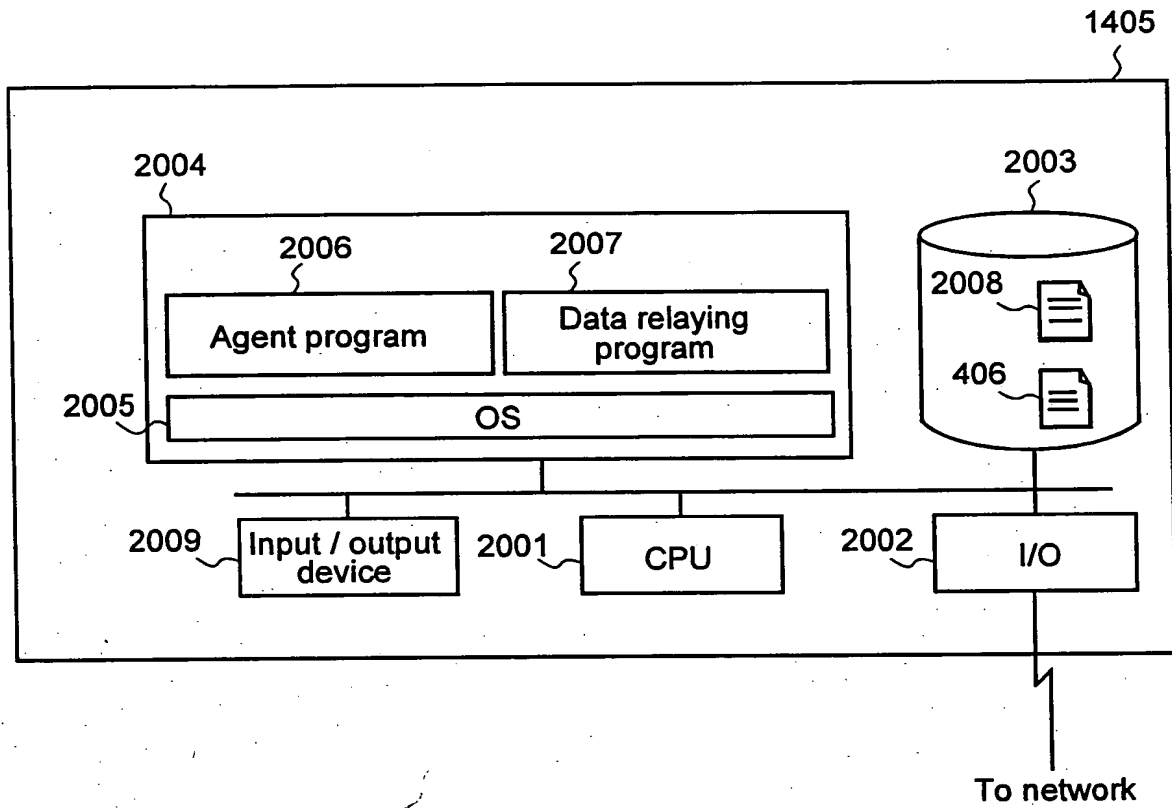 1405
2004
2003
2006
2007
2008
Agent program
Data relaying
program
406
2005
OS
2009
Input / output
device
2001
CPU
2002
I/O
To network